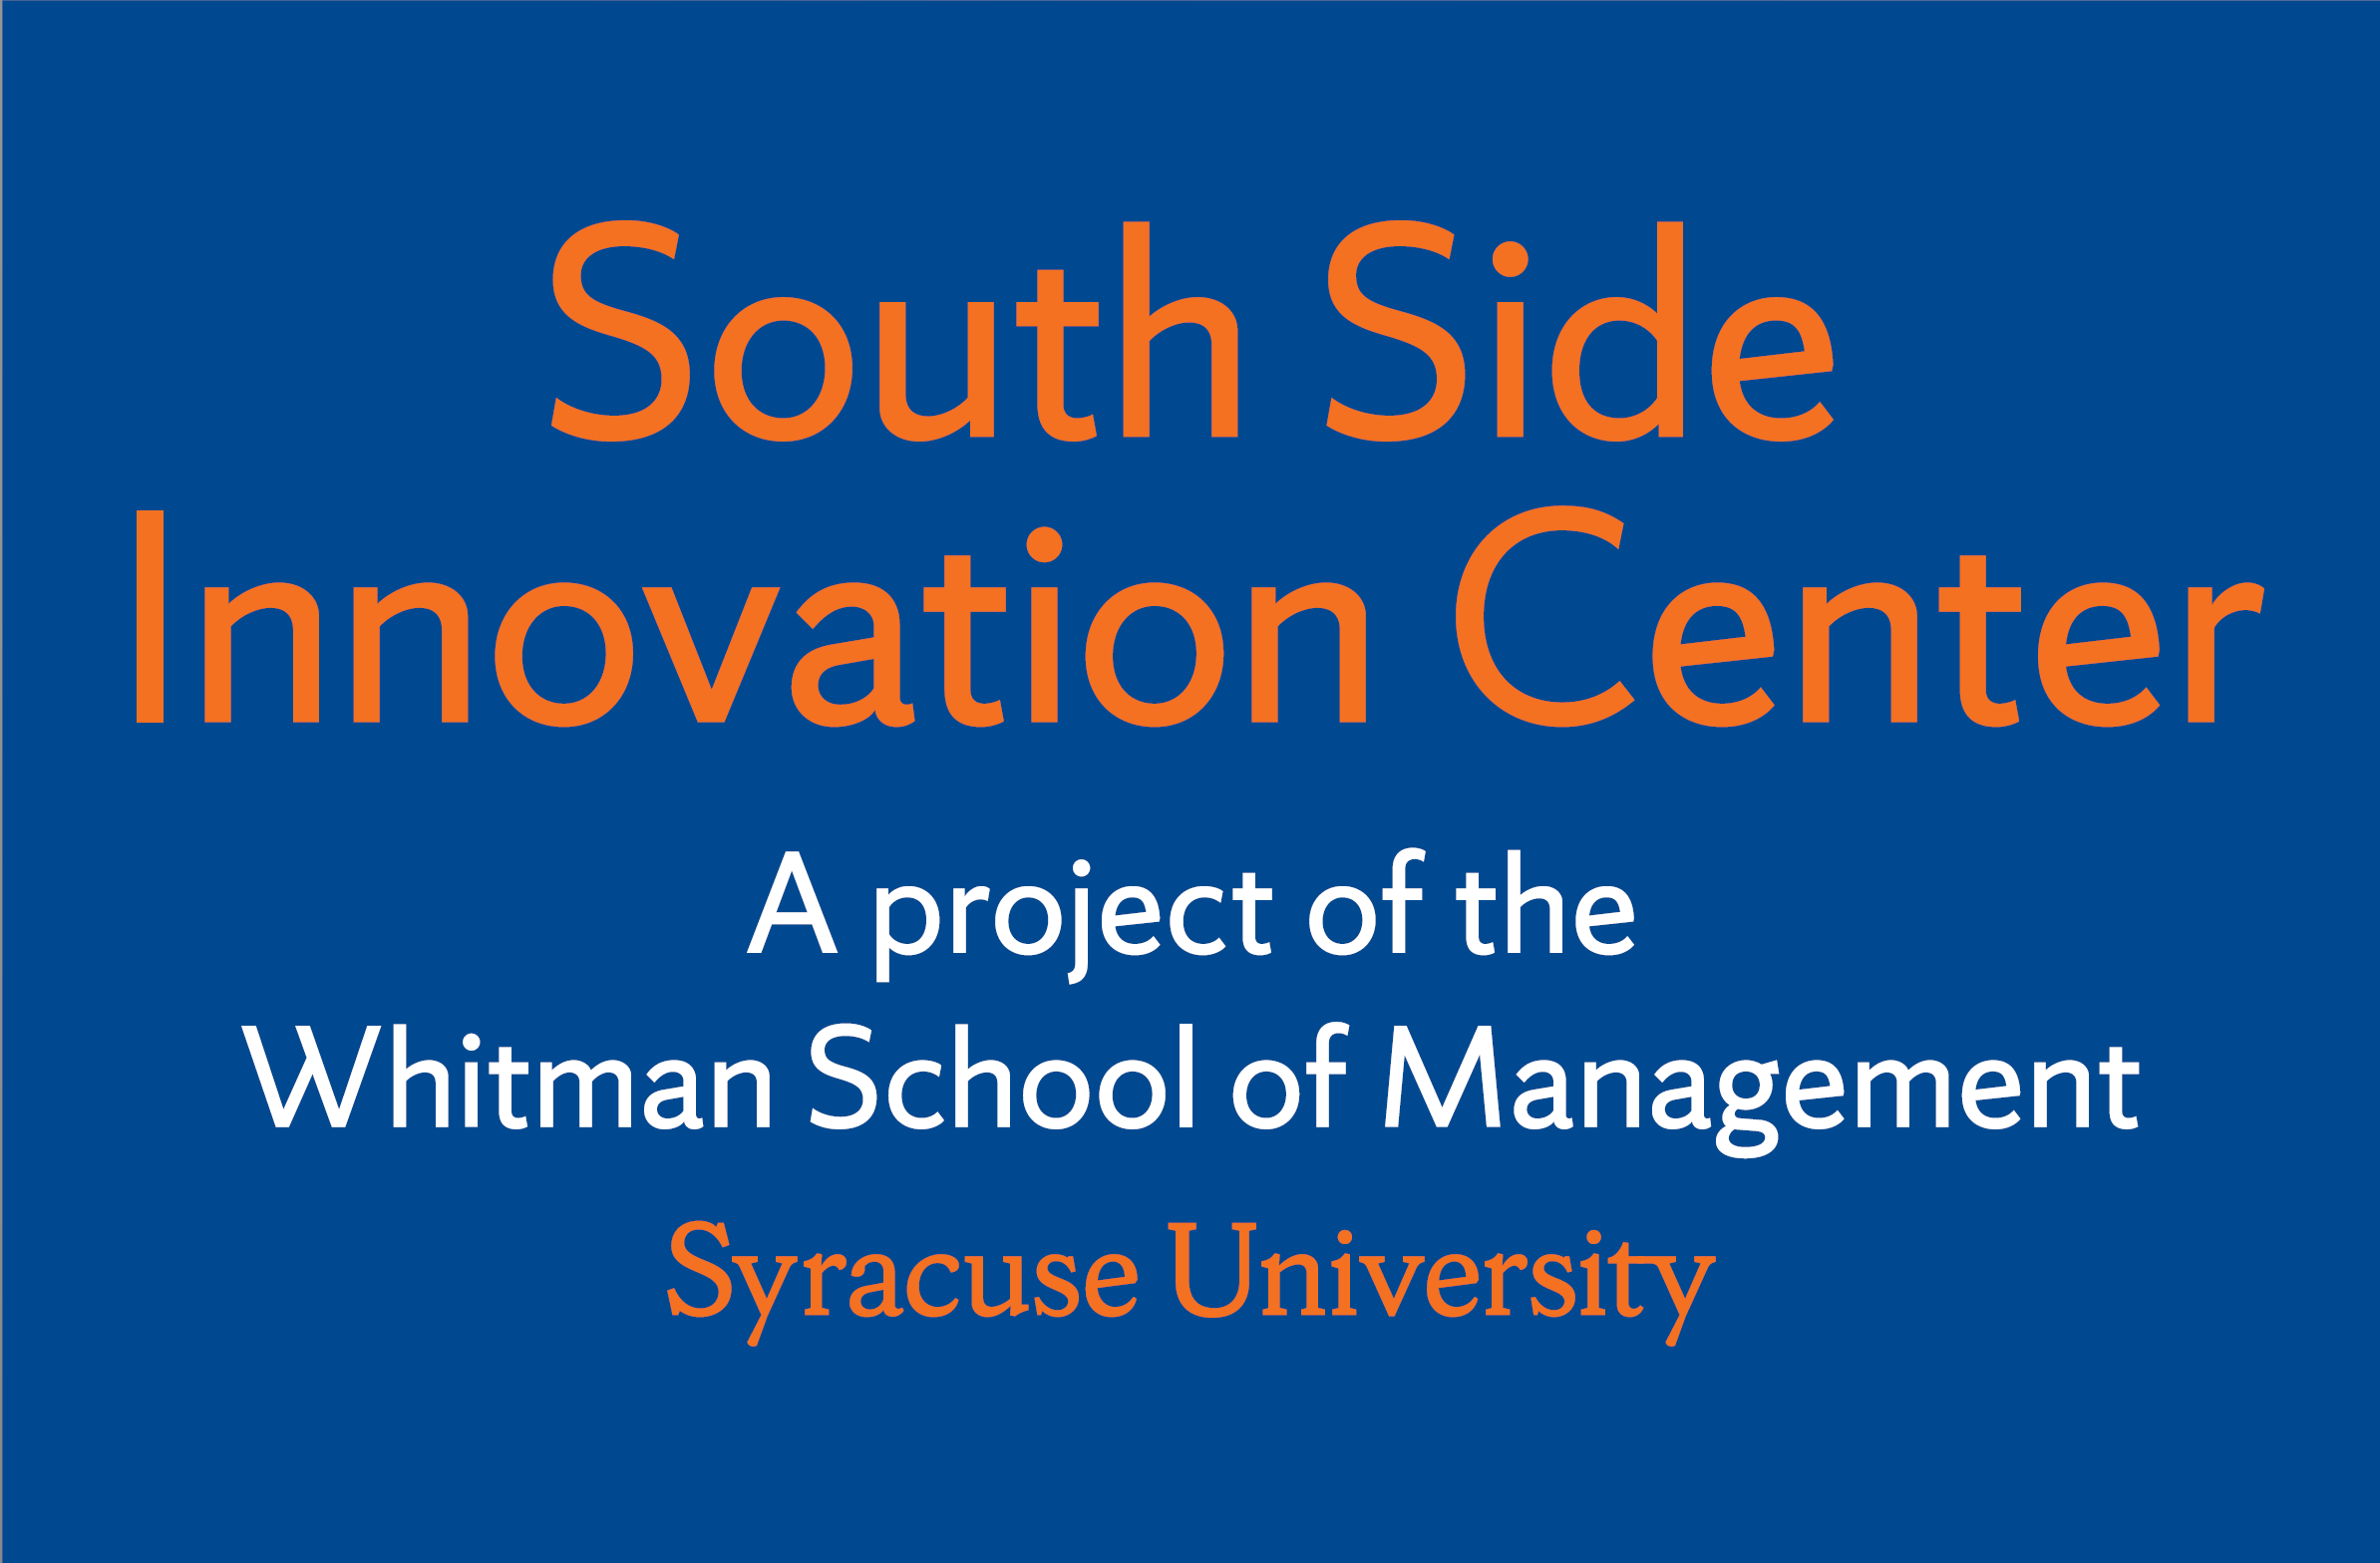 South Side
Innovation Center
A project of the
Whitman School of Management
Syracuse University